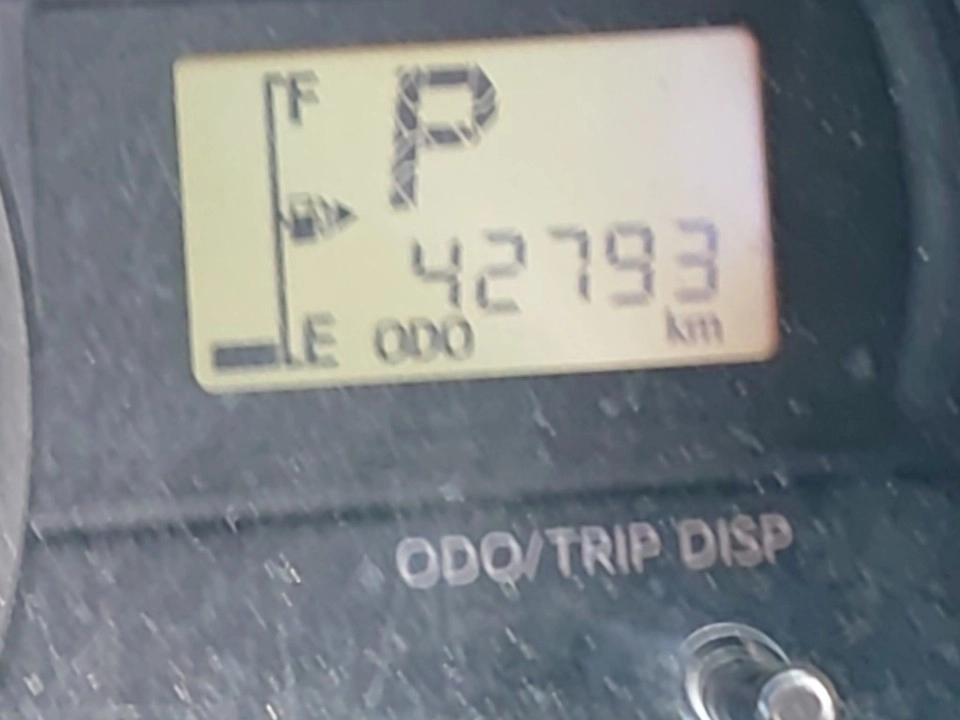 F
P
42793
E ODO km
ODO/TRIP DISP